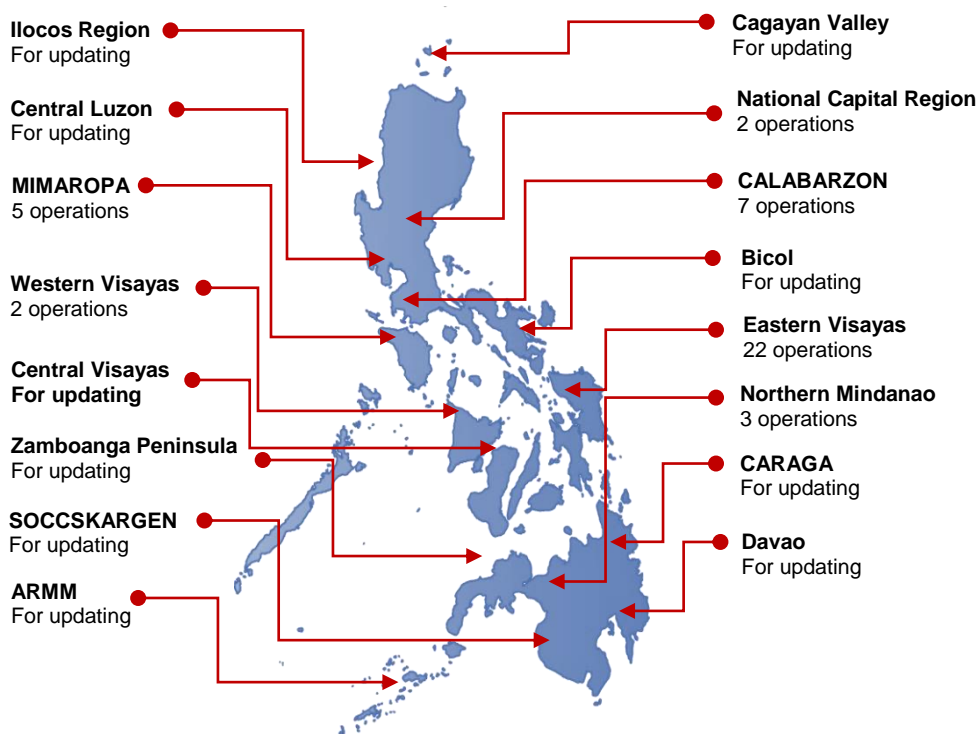 Ilocos Region
For updating
Central Luzon
For updating
MIMAROPA
5 operations
Western Visayas
2 operations
Central Visayas
For updating
Zamboanga Peninsula
For updating
SOCCSKARGEN
For updating
ARMM
For updating
Cagayan Valley
For updating
National Capital Region
2 operations
CALABARZON
7 operations
Bicol
For updating
Eastern Visayas
22 operations
Northern Mindanao
3 operations
CARAGA
For updating
Davao
For updating